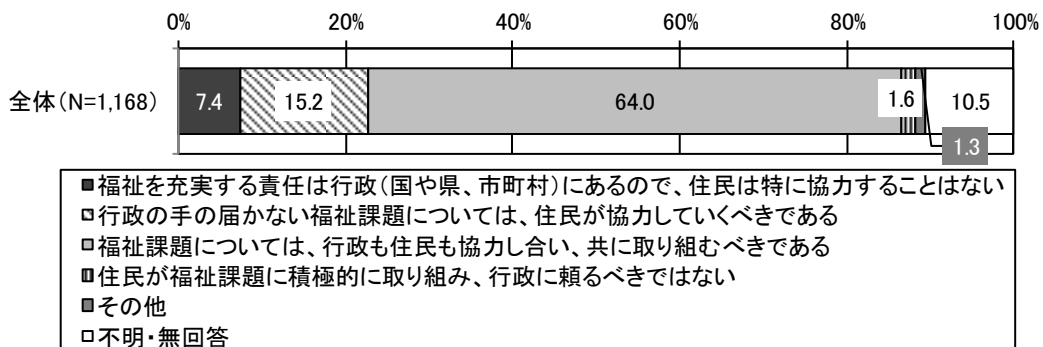 0% 20% 40% 60% 80% 100%
全体(N=1,168) 7.4 15.2 64.0 1.6 10.5
1.3
■福祉を充実する責任は行政(国や県、市町村)にあるので、住民は特に協力することはない
行政の手の届かない福祉課題については、住民が協力していくべきである
福祉課題については、行政も住民も協力し合い、共に取り組むべきである
住民が福祉課題に積極的に取り組み、行政に頼るべきではない
■その他
□不明・無回答